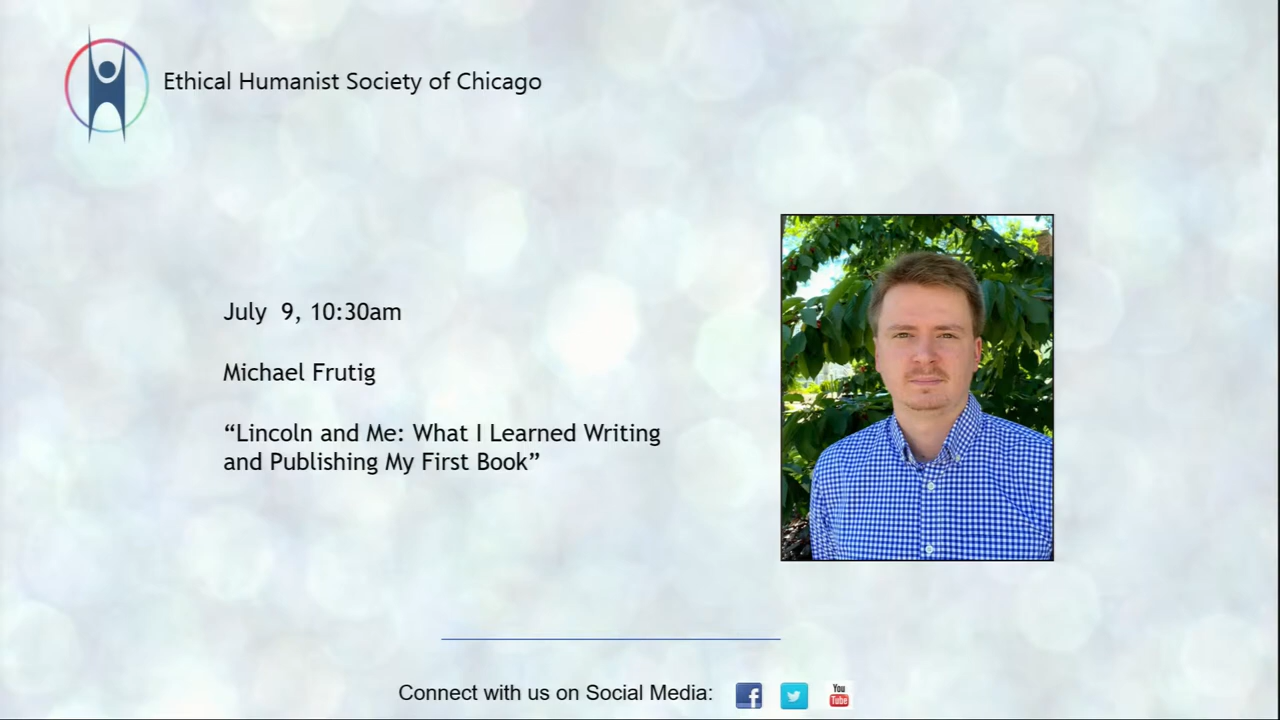 Ethical Humanist Society of Chicago
July 9, 10:30am
Michael Frutig
“Lincoln and Me: What I Learned Writing
and Publishing My First Book”
Connect with us on Social Media:
You
Tube